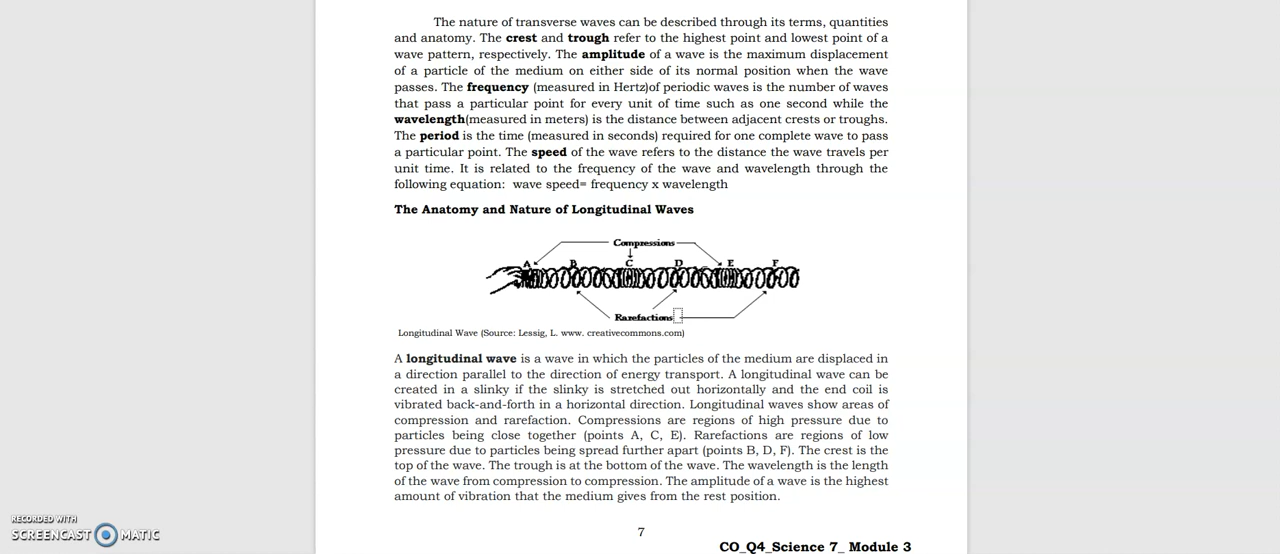 The nature of transverse waves can be described through its terms, quantities
and anatomy. The crest and trough refer to the highest point and lowest point of a
wave pattern, respectively. The amplitude of a wave is the maximum displacement
of a particle of the medium on either side of its normal position when the wave
passes. The frequency (measured in Hertz)of periodic waves is the number of waves
that pass a particular point for every unit of time such as one second while the
wavelength(measured in meters) is the distance between adjacent crests or troughs.
The period is the time (measured in seconds) required for one complete wave to pass
a particular point. The speed of the wave refers to the distance the wave travels per
unit time. It is related to the frequency of the wave and wavelength through the
following equation: wave speed= frequency x wavelength
The Anatomy and Nature of Longitudinal Waves
Compressions
A B C D E F
Rarefactions
Longitudinal Wave (Source: Lessig, L. www. creativecommons.com)
A longitudinal wave is a wave in which the particles of the medium are displaced in
a direction parallel to the direction of energy transport. A longitudinal wave can be
created in a slinky if the slinky is stretched out horizontally and the end coil is
vibrated back-and-forth in a horizontal direction. Longitudinal waves show areas of
compression and rarefaction. Compressions are regions of high pressure due to
particles being close together (points A, C, E). Rarefactions are regions of low
pressure due to particles being spread further apart (points B, D, F). The crest is the
top of the wave. The trough is at the bottom of the wave. The wavelength is the length
of the wave from compression to compression. The amplitude of a wave is the highest
amount of vibration that the medium gives from the rest position.
7
CO_Q4_Science 7_ Module 3
RECORDED WITH
SCREENCAST MATIC